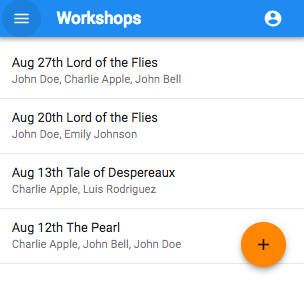 Workshops
Aug 27th Lord of the Flies
John Doe, Charlie Apple, John Bell
Aug 20th Lord of the Flies
John Doe, Emily Johnson
Aug 13th Tale of Despereaux
Charlie Apple, Luis Rodriguez
Aug 12th The Pearl
Charlie Apple, John Bell, John Doe